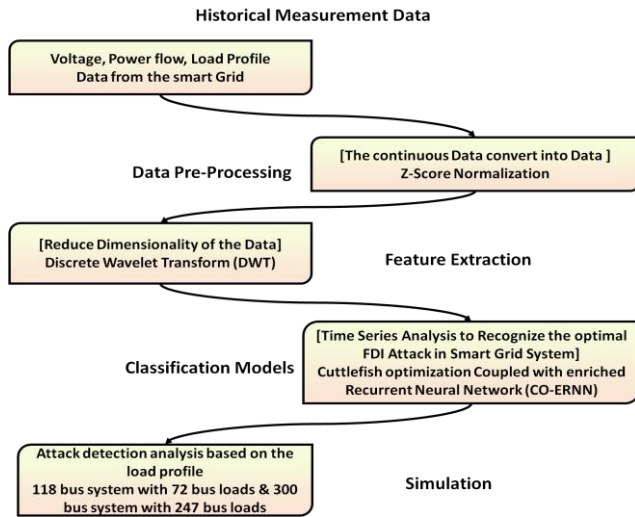 Historical Measurement Data
Voltage, Power flow, Load Profile
Data from the smart Grid
[The continuous Data convert into Data ]
Z-Score Normalization
Data Pre-Processing
[Reduce Dimensionality of the Data]
Discrete Wavelet Transform (DWT)
Feature Extraction
[Time Series Analysis to Recognize the optimal
FDI Attack in Smart Grid System]
Cuttlefish optimization Coupled with enriched
Recurrent Neural Network (CO-ERNN)
Classification Models
Attack detection analysis based on the
load profile
118 bus system with 72 bus loads & 300
bus system with 247 bus loads
Simulation